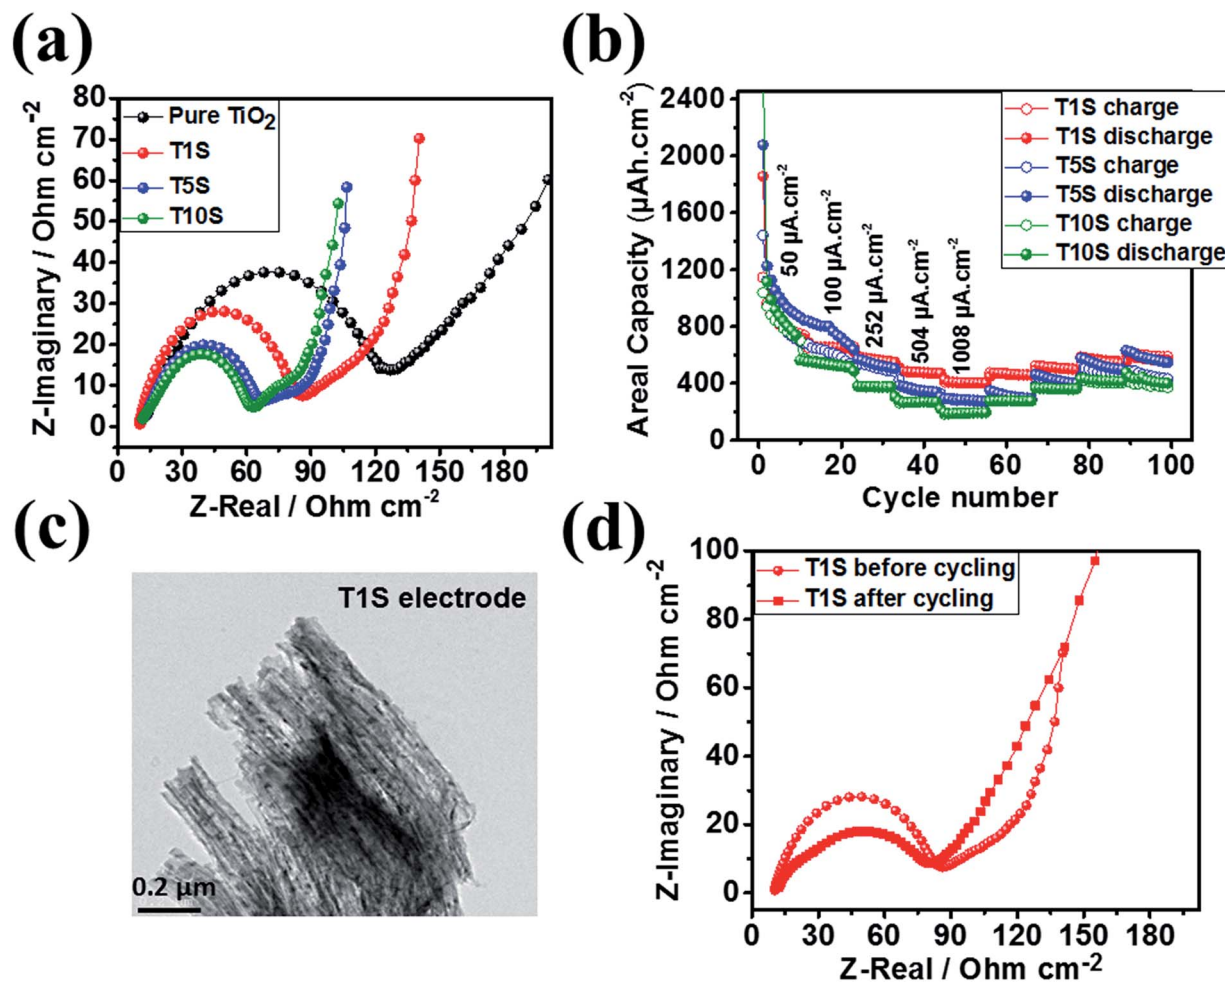 (a)
80
70
60
50
40
30
20
10
0
Z-Imaginary / Ohm cm⁻²
Pure TiO₂
T1S
T5S
T10S
0 30 60 90 120 150 180
Z-Real / Ohm cm⁻²
(b)
2400
2000
1600
1200
800
400
0
Areal Capacity (µAh.cm⁻²)
50 µA.cm⁻²
100 µA.cm⁻²
252 µA.cm⁻²
504 µA.cm⁻²
1008 µA.cm⁻²
T1S charge
T1S discharge
T5S charge
T5S discharge
T10S charge
T10S discharge
0 20 40 60 80 100
Cycle number
(c)
T1S electrode
0.2 µm
(d)
100
80
60
40
20
0
Z-Imaginary / Ohm cm⁻²
T1S before cycling
T1S after cycling
0 30 60 90 120 150 180
Z-Real / Ohm cm⁻²